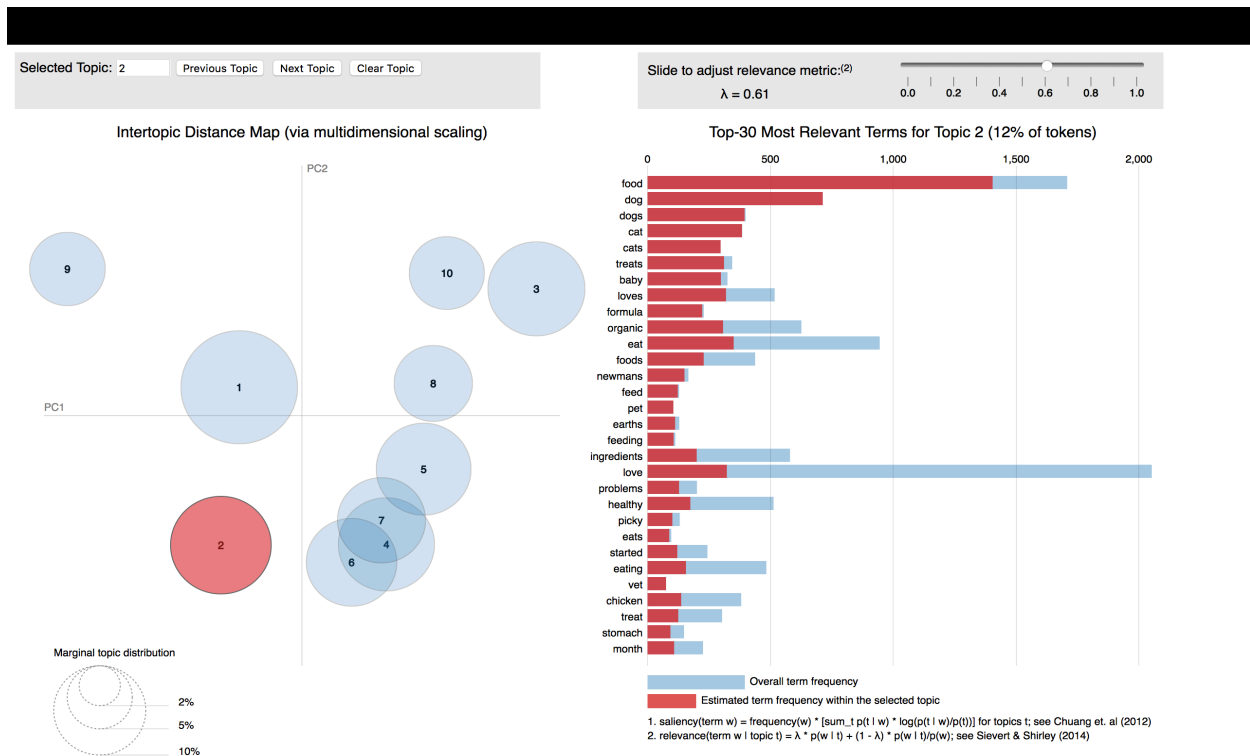 Selected Topic: 2 Previous Topic Next Topic Clear Topic
Slide to adjust relevance metric:(2)
λ = 0.61
0.0 0.2 0.4 0.6 0.8 1.0
Intertopic Distance Map (via multidimensional scaling)
PC2
PC1
9
10
3
1
8
5
7
4
2
6
Marginal topic distribution
2%
5%
10%
Top-30 Most Relevant Terms for Topic 2 (12% of tokens)
0 500 1,000 1,500 2,000
food
dog
dogs
cat
cats
treats
baby
loves
formula
organic
eat
foods
newmans
feed
pet
earths
feeding
ingredients
love
problems
healthy
picky
eats
started
eating
vet
chicken
treat
stomach
month
Overall term frequency
Estimated term frequency within the selected topic
1. saliency(term w) = frequency(w) * [sum_t p(t | w) * log(p(t | w)/p(t))] for topics t; see Chuang et. al (2012)
2. relevance(term w | topic t) = λ * p(w | t) + (1 - λ) * p(w | t)/p(w); see Sievert & Shirley (2014)